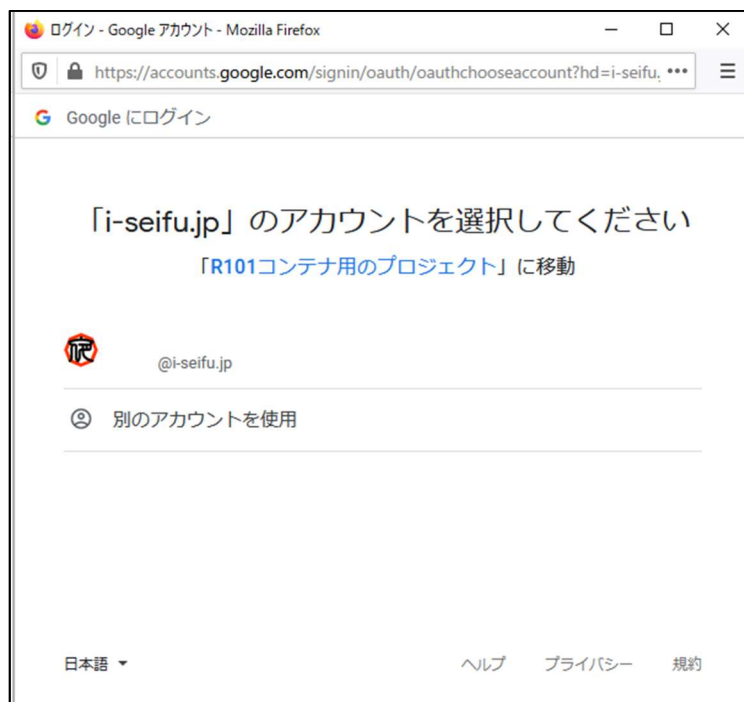 ログイン - Google アカウント - Mozilla Firefox
https://accounts.google.com/signin/oauth/oauthchooseaccount?hd=i-seifu.
Google にログイン
「i-seifu.jp」のアカウントを選択してください
「R101コンテナ用のプロジェクト」に移動
@i-seifu.jp
別のアカウントを使用
日本語
ヘルプ プライバシー 規約